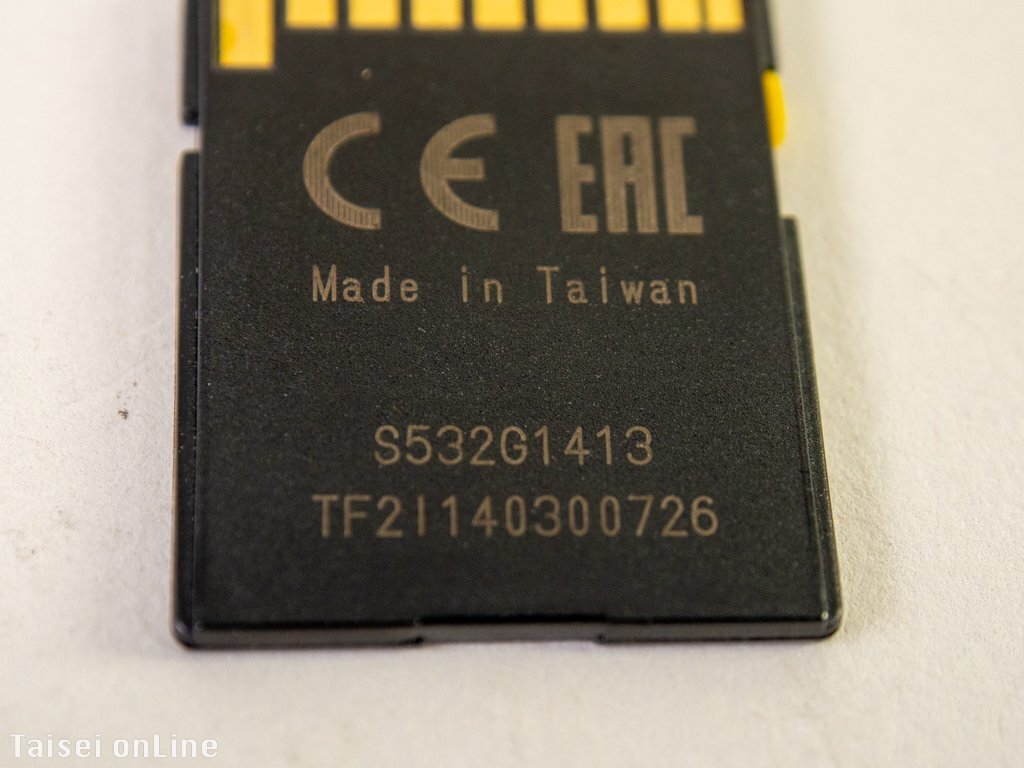 CE EAC
Made in Taiwan
S532G1413
TF2I140300726
Taisei onLine